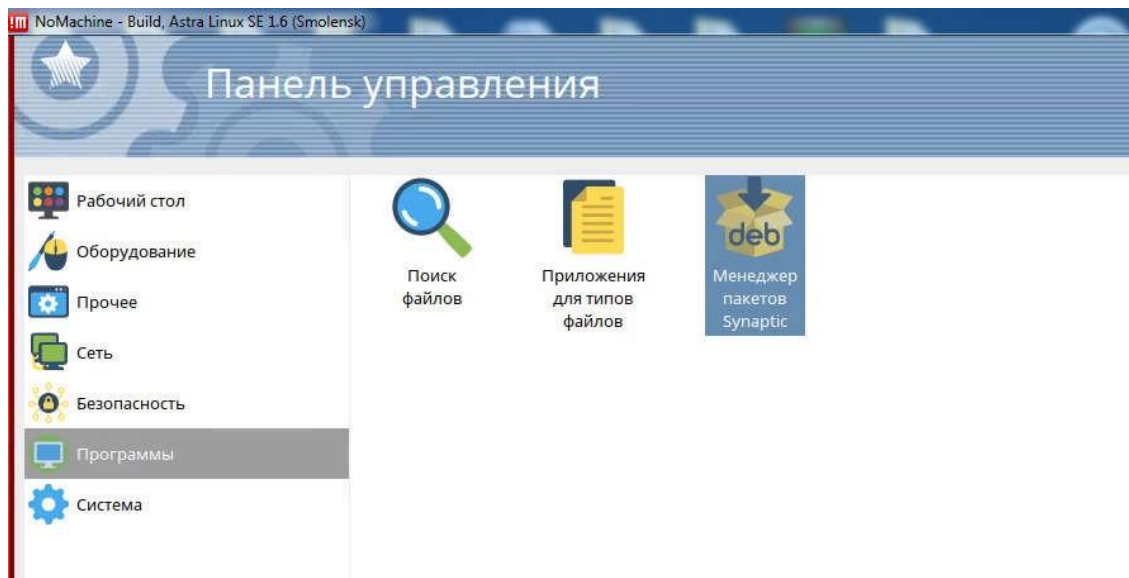 !M NoMachine - Build, Astra Linux SE 1.6 (Smolensk)
Панель управления
Рабочий стол
Оборудование
Прочее
Сеть
Безопасность
Программы
Система
Поиск
файлов
Приложения
для типов
файлов
deb
Менеджер
пакетов
Synaptic